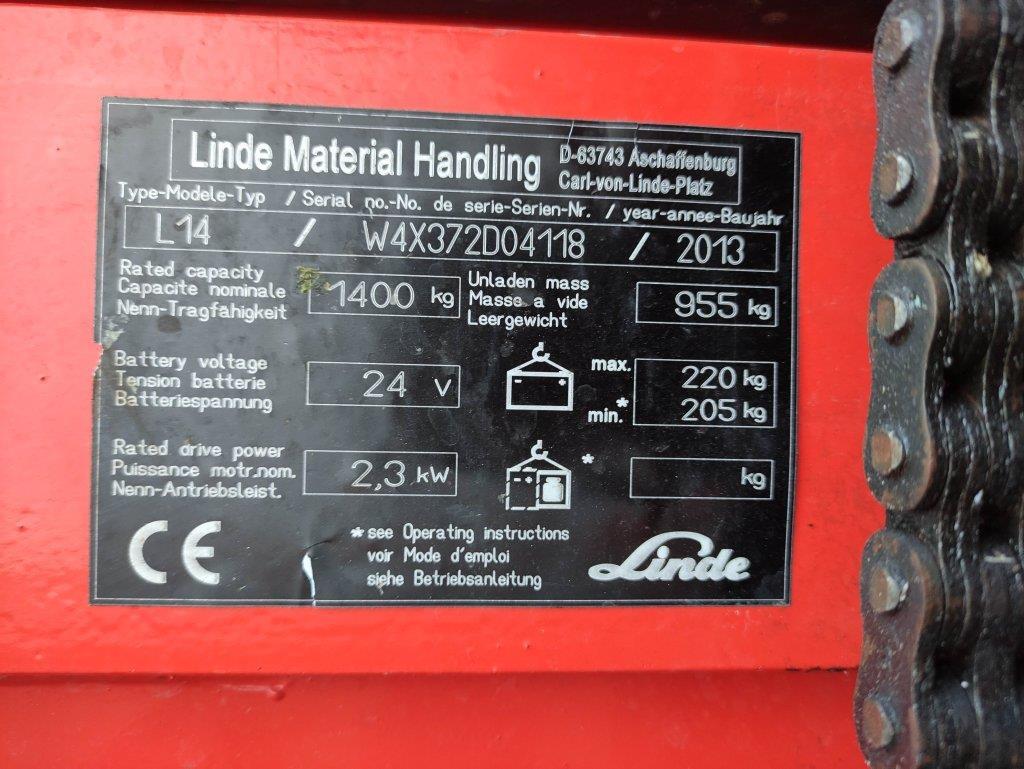 Linde Material Handling D-63743 Aschaffenburg
Carl-von-Linde-Platz
Type-Modele-Typ / Serial no.-No. de serie-Serien-Nr. / year-annee-Baujahr
L14 / W4X372D04118 / 2013
Rated capacity
Capacite nominale
Nenn-Tragfähigkeit
1400 kg
Unladen mass
Masse a vide
Leergewicht
955 kg
Battery voltage
Tension batterie
Batteriespannung
24 V
max. 220 kg
min.* 205 kg
Rated drive power
Puissance motr.nom.
Nenn-Antriebsleist.
2,3 kW
* kg
CE
* see Operating instructions
voir Mode d'emploi
siehe Betriebsanleitung
Linde